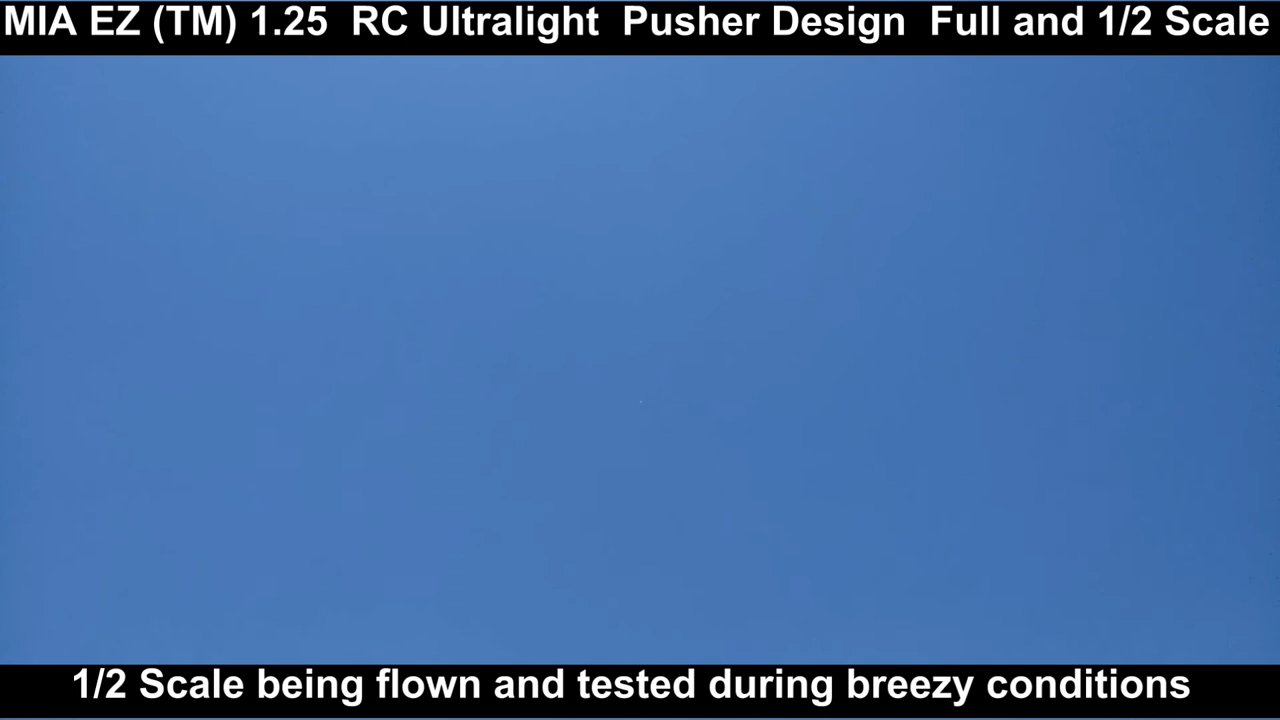 MIA EZ (TM) 1.25 RC Ultralight Pusher Design Full and 1/2 Scale
1/2 Scale being flown and tested during breezy conditions